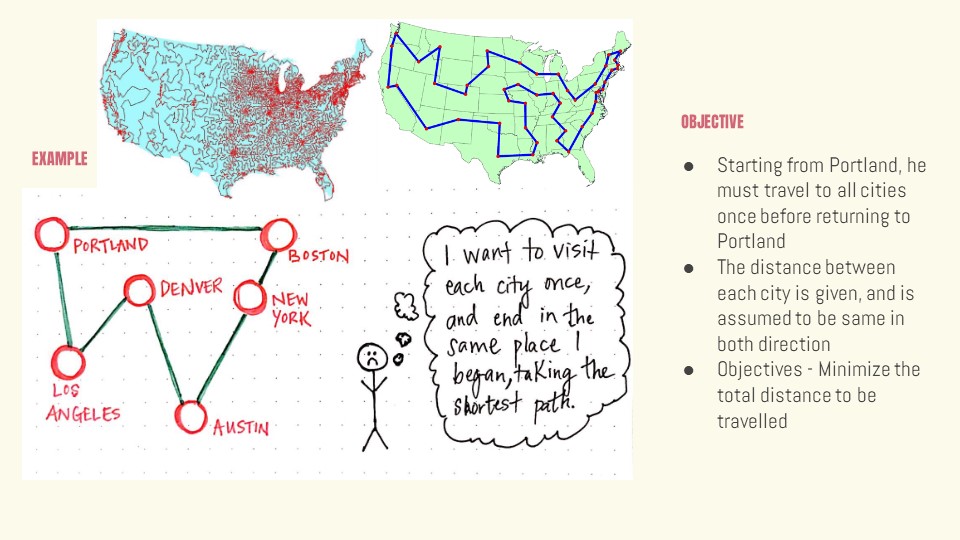 EXAMPLE
PORTLAND
BOSTON
DENVER
NEW
YORK
LOS
ANGELES
AUSTIN
I want to visit
each city once,
and end in the
same place I
began, taking the
shortest path.
OBJECTIVE
● Starting from Portland, he
must travel to all cities
once before returning to
Portland
● The distance between
each city is given, and is
assumed to be same in
both direction
● Objectives - Minimize the
total distance to be
travelled